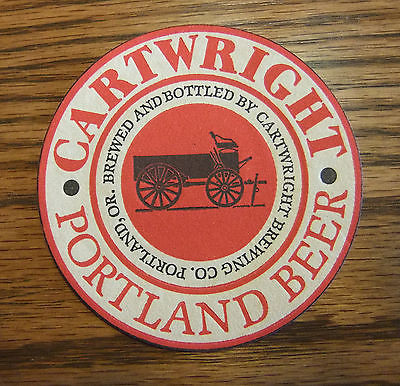 CARTWRIGHT
PORTLAND BEER
BREWED AND BOTTLED BY CARTWRIGHT BREWING CO. PORTLAND, OR.